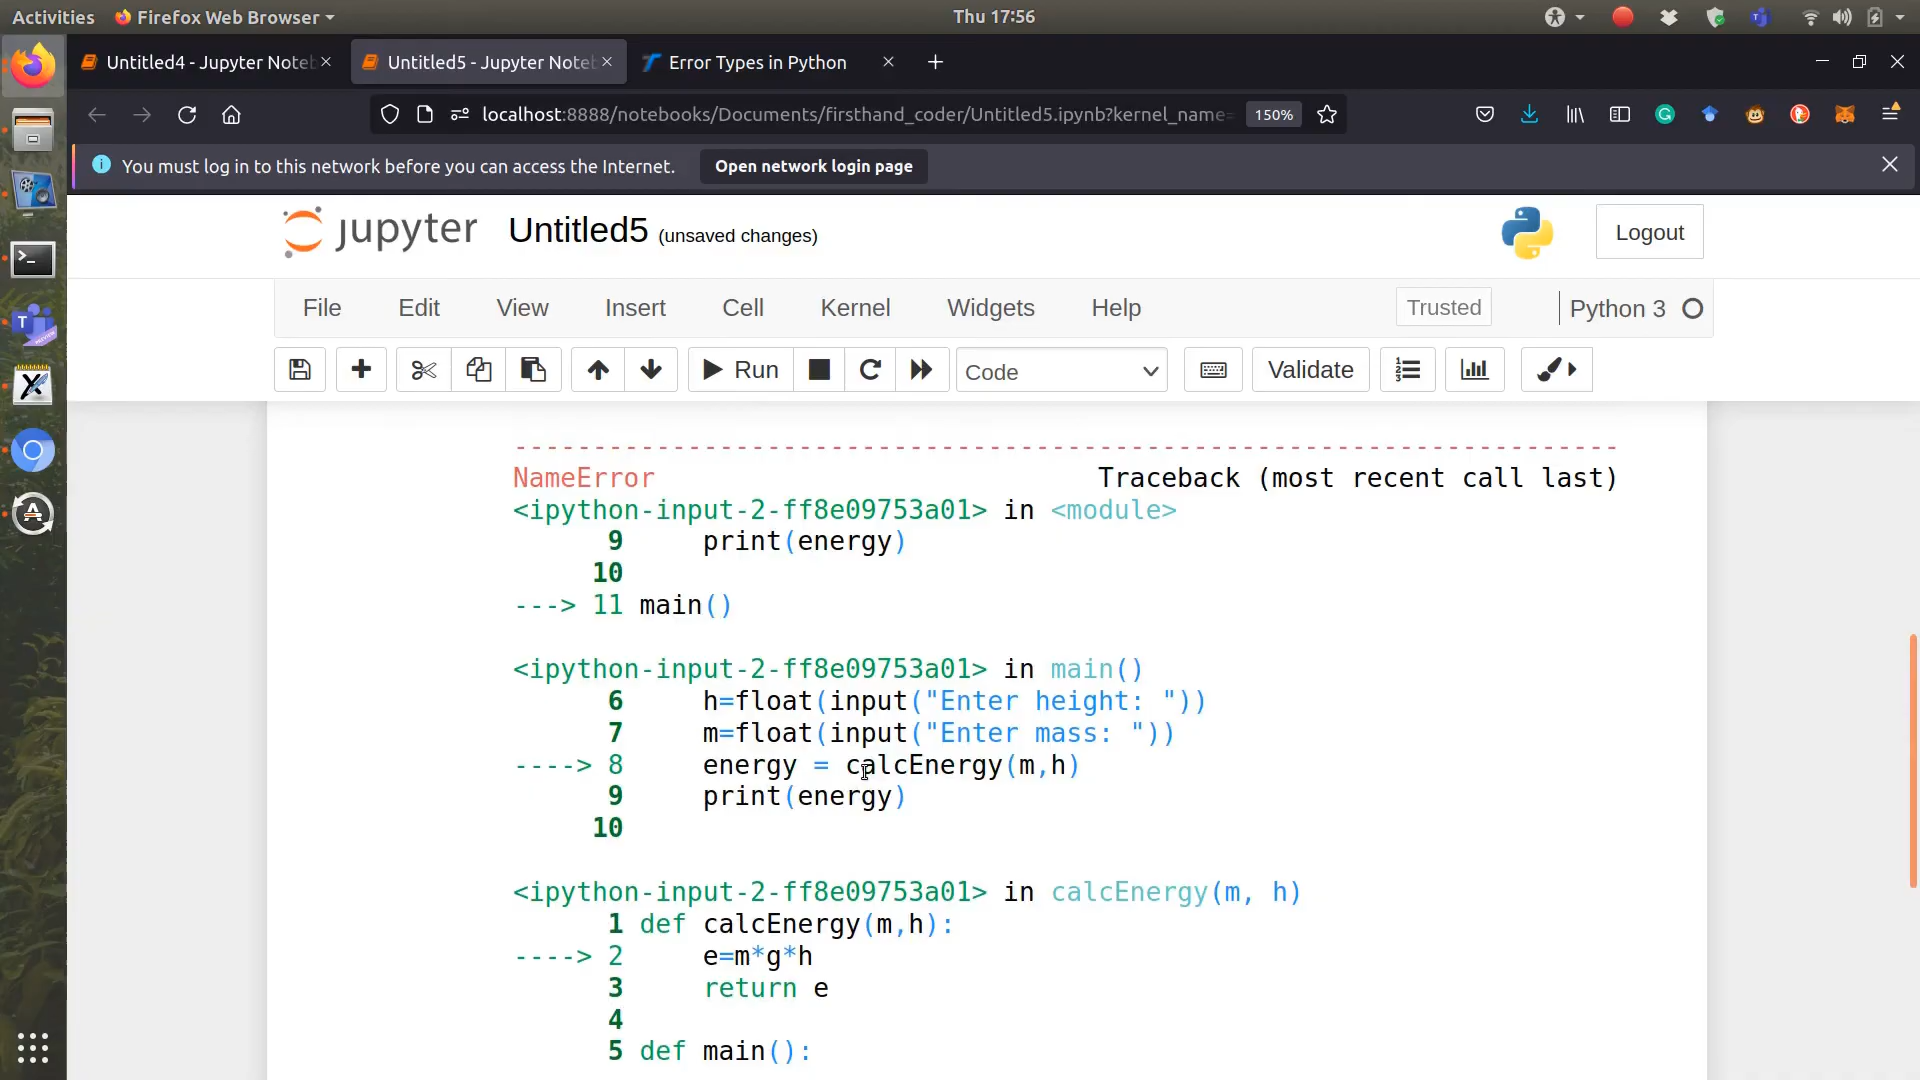 Activities
Firefox Web Browser
Thu 17:56
Untitled4 - Jupyter Noteb
Untitled5 - Jupyter Noteb
Error Types in Python
localhost:8888/notebooks/Documents/firsthand_coder/Untitled5.ipynb?kernel_name=
150%
You must log in to this network before you can access the Internet.
Open network login page
jupyter
Untitled5 (unsaved changes)
Logout
File Edit View Insert Cell Kernel Widgets Help
Trusted
Python 3
Run
Code
Validate
---------------------------------------------------------------------------
NameError                                 Traceback (most recent call last)
<ipython-input-2-ff8e09753a01> in <module>
      9     print(energy)
     10
---> 11 main()
<ipython-input-2-ff8e09753a01> in main()
      6     h=float(input("Enter height: "))
      7     m=float(input("Enter mass: "))
----> 8     energy = calcEnergy(m,h)
      9     print(energy)
     10
<ipython-input-2-ff8e09753a01> in calcEnergy(m, h)
      1 def calcEnergy(m,h):
----> 2     e=m*g*h
      3     return e
      4
      5 def main():